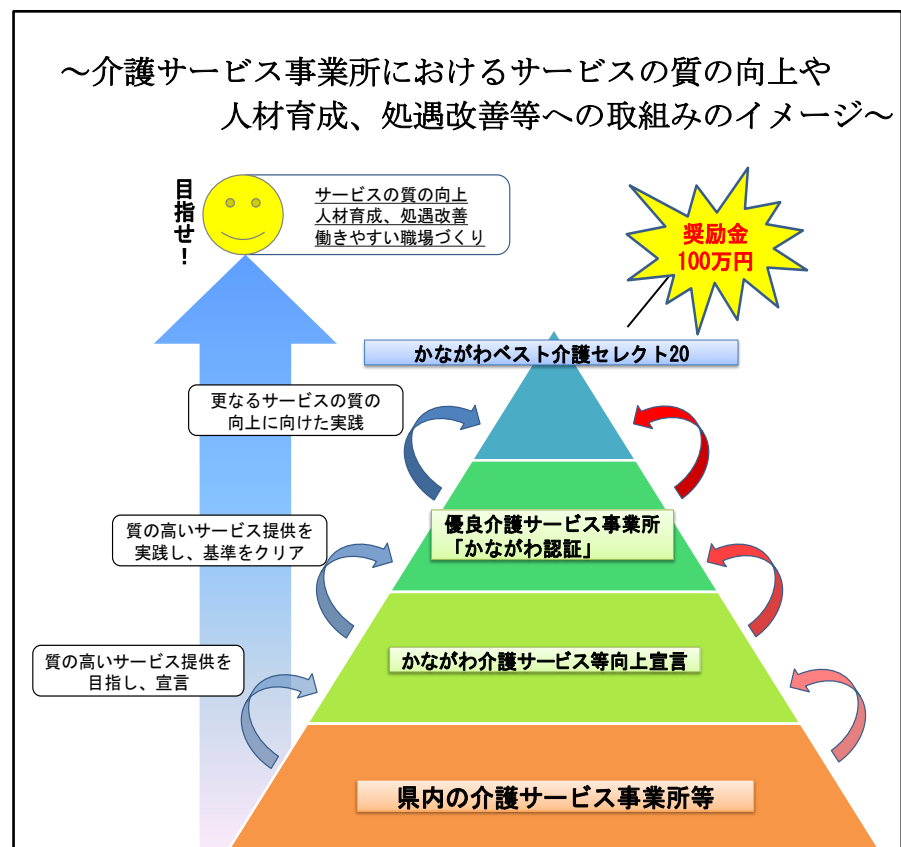 ～介護サービス事業所におけるサービスの質の向上や
人材育成、処遇改善等への取組みのイメージ～
目指せ！
サービスの質の向上
人材育成、処遇改善
働きやすい職場づくり
奨励金
100万円
かながわベスト介護セレクト20
更なるサービスの質の
向上に向けた実践
優良介護サービス事業所
「かながわ認証」
質の高いサービス提供を
実践し、基準をクリア
かながわ介護サービス等向上宣言
質の高いサービス提供を
目指し、宣言
県内の介護サービス事業所等